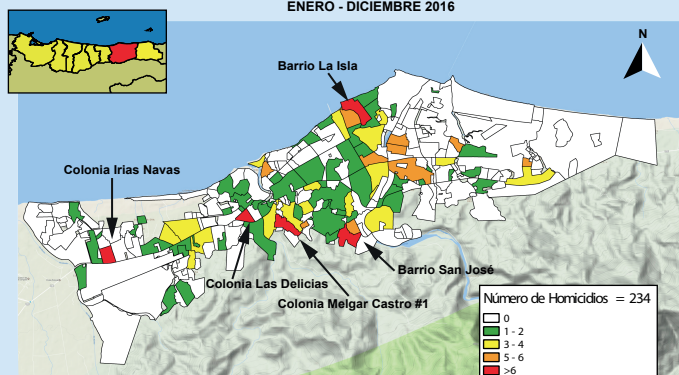 ENERO - DICIEMBRE 2016
N
Barrio La Isla
Colonia Irias Navas
Colonia Las Delicias
Barrio San José
Colonia Melgar Castro #1
Número de Homicidios = 234
0
1 - 2
3 - 4
5 - 6
>6